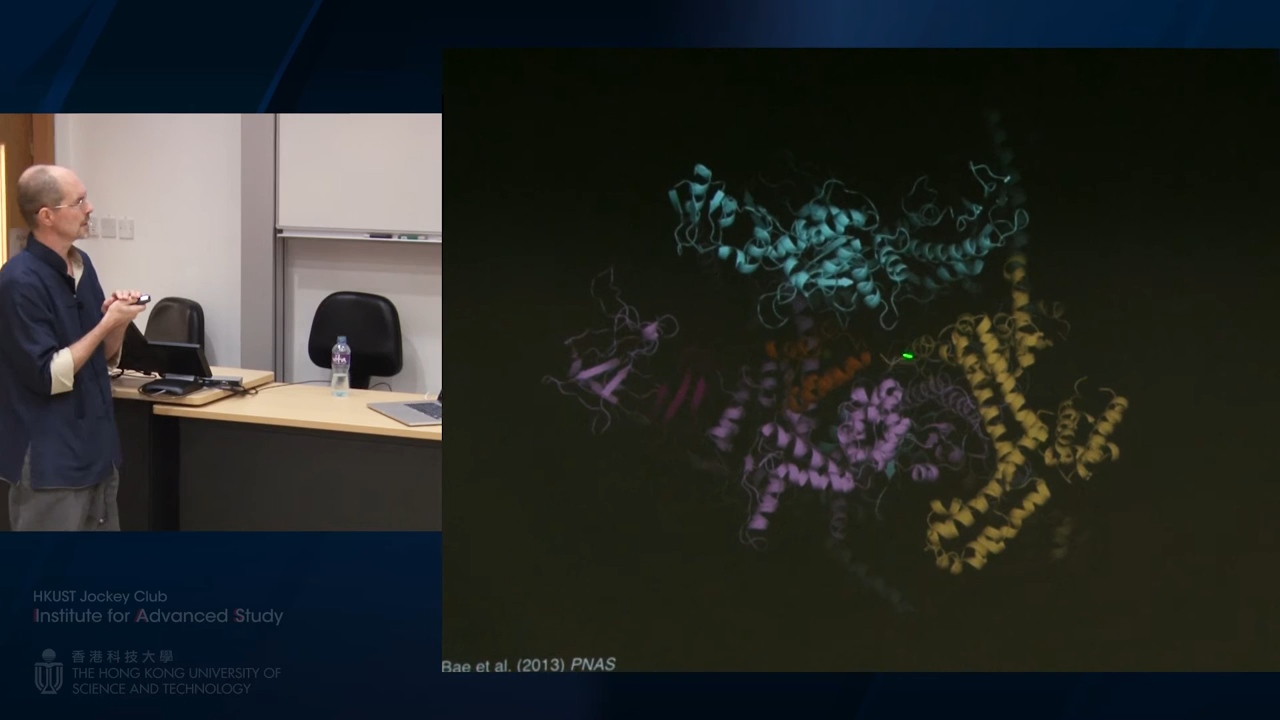 Bae et al. (2013) PNAS
HKUST Jockey Club
Institute for Advanced Study
香港科技大學
THE HONG KONG UNIVERSITY OF
SCIENCE AND TECHNOLOGY